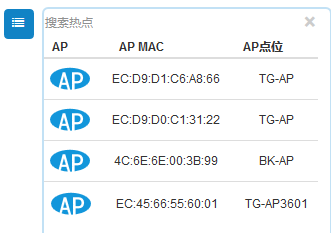 搜索热点 ×
AP AP MAC AP点位
AP EC:D9:D1:C6:A8:66 TG-AP
AP EC:D9:D0:C1:31:22 TG-AP
AP 4C:6E:6E:00:3B:99 BK-AP
AP EC:45:66:55:60:01 TG-AP3601